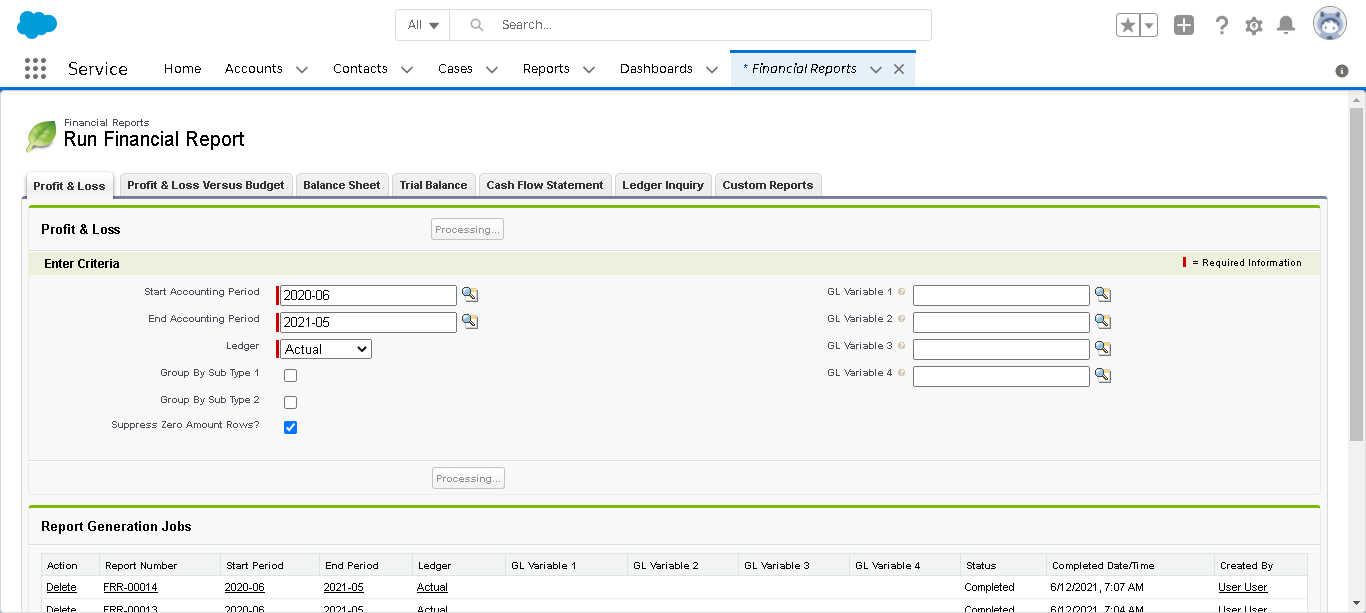 All Search...
Service Home Accounts Contacts Cases Reports Dashboards * Financial Reports
Financial Reports
Run Financial Report
Profit & Loss Profit & Loss Versus Budget Balance Sheet Trial Balance Cash Flow Statement Ledger Inquiry Custom Reports
Profit & Loss Processing...
Enter Criteria = Required Information
Start Accounting Period 2020-06 GL Variable 1
End Accounting Period 2021-05 GL Variable 2
Ledger Actual GL Variable 3
Group By Sub Type 1 GL Variable 4
Group By Sub Type 2
Suppress Zero Amount Rows?
Processing...
Report Generation Jobs
Action Report Number Start Period End Period Ledger GL Variable 1 GL Variable 2 GL Variable 3 GL Variable 4 Status Completed Date/Time Created By
Delete FRR-00014 2020-06 2021-05 Actual Completed 6/12/2021, 7:07 AM User User
Delete FRR-00013 2020-06 2021-05 Actual Completed 6/12/2021, 7:04 AM User User